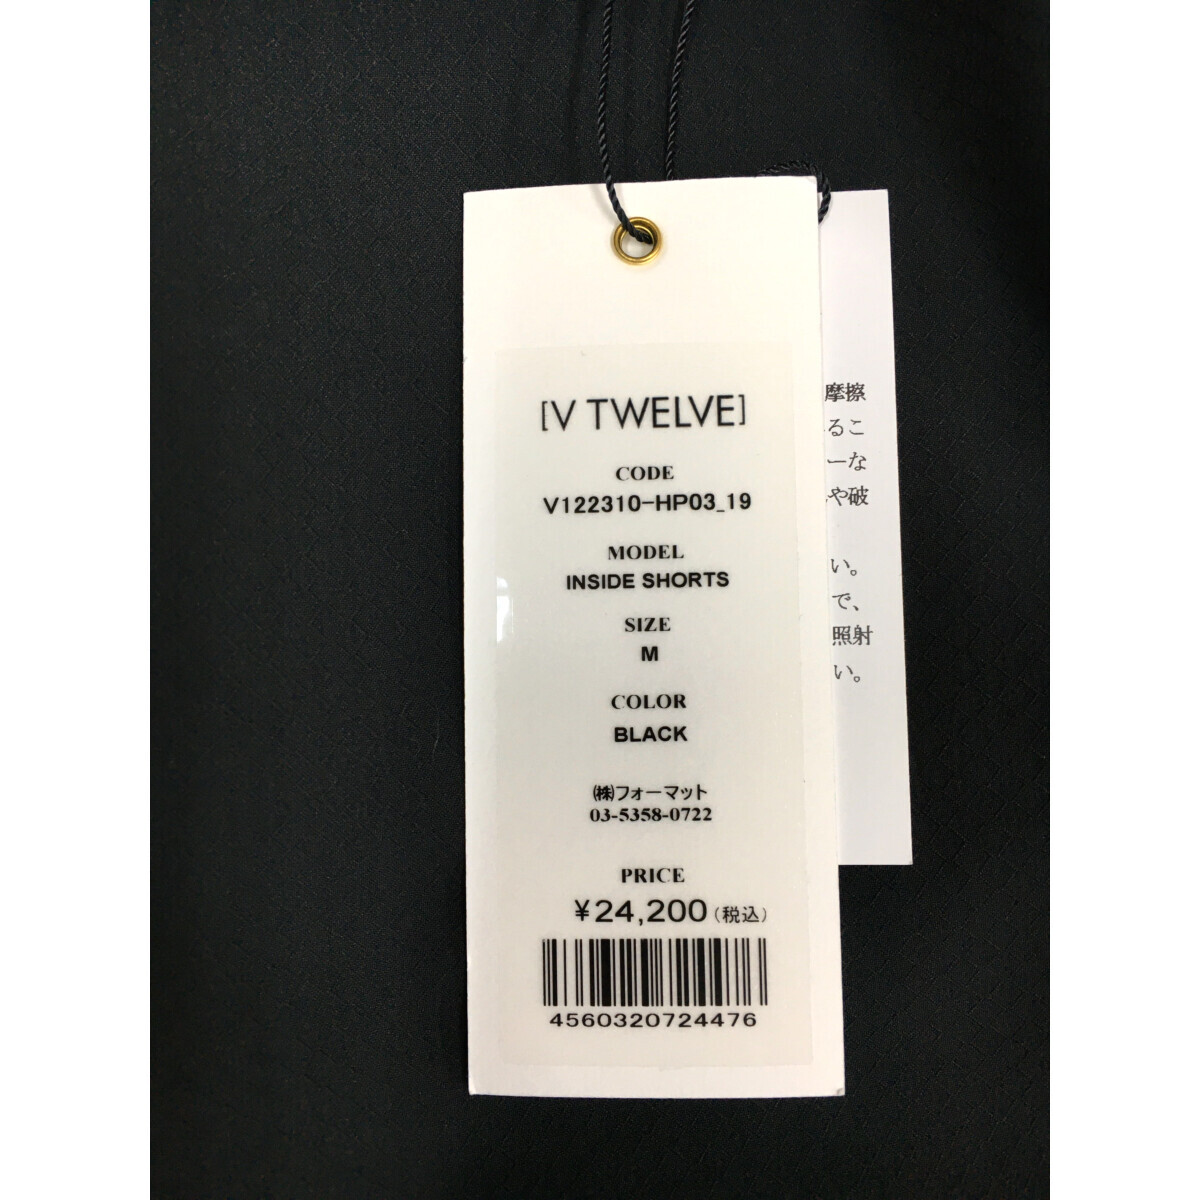 [V TWELVE]
CODE
V122310-HP03_19
MODEL
INSIDE SHORTS
SIZE
M
COLOR
BLACK
㈱フォーマット
03-5358-0722
PRICE
¥24,200(税込)
4560320724476
摩擦
るこ
ーな
や破
い。
で、
照射
い。